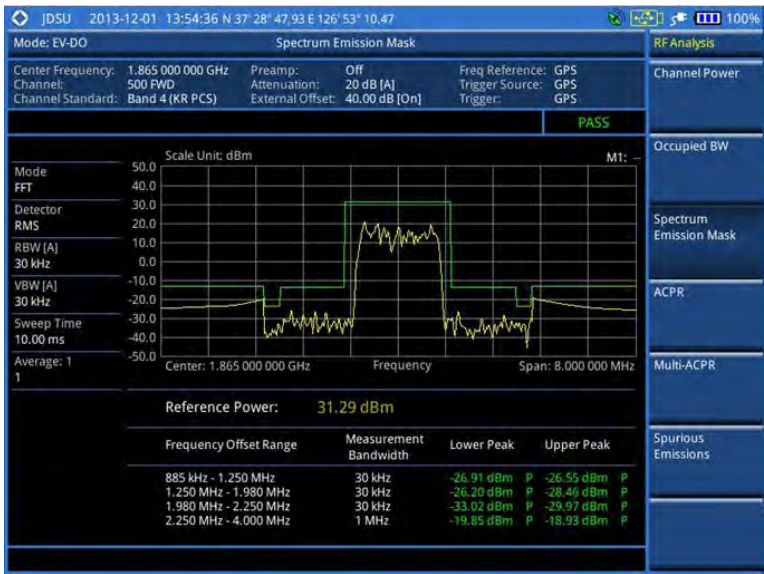 JDSU 2013-12-01 13:54:36 N 37' 28" 47,93 E 126' 53" 10.47 100%
Mode: EV-DO Spectrum Emission Mask RF Analysis
Center Frequency: 1.865 000 000 GHz Preamp: Off Freq Reference: GPS
Channel: 500 FWD Attenuation: 20 dB [A] Trigger Source: GPS
Channel Standard: Band 4 (KR PCS) External Offset: 40.00 dB [On] Trigger: GPS
Channel Power
PASS
Occupied BW
Scale Unit: dBm M1: --
Mode
FFT
Detector
RMS
RBW [A]
30 kHz
VBW [A]
30 kHz
Sweep Time
10.00 ms
Average: 1
1
50.0
40.0
30.0
20.0
10.0
0.0
-10.0
-20.0
-30.0
-40.0
-50.0
Center: 1.865 000 000 GHz Frequency Span: 8.000 000 MHz
Spectrum
Emission Mask
ACPR
Multi-ACPR
Spurious
Emissions
Reference Power: 31.29 dBm
Frequency Offset Range Measurement Bandwidth Lower Peak Upper Peak
885 kHz - 1.250 MHz 30 kHz -26.91 dBm P -26.55 dBm P
1.250 MHz - 1.980 MHz 30 kHz -26.20 dBm P -28.46 dBm P
1.980 MHz - 2.250 MHz 30 kHz -33.02 dBm P -29.97 dBm P
2.250 MHz - 4.000 MHz 1 MHz -19.85 dBm P -18.93 dBm P